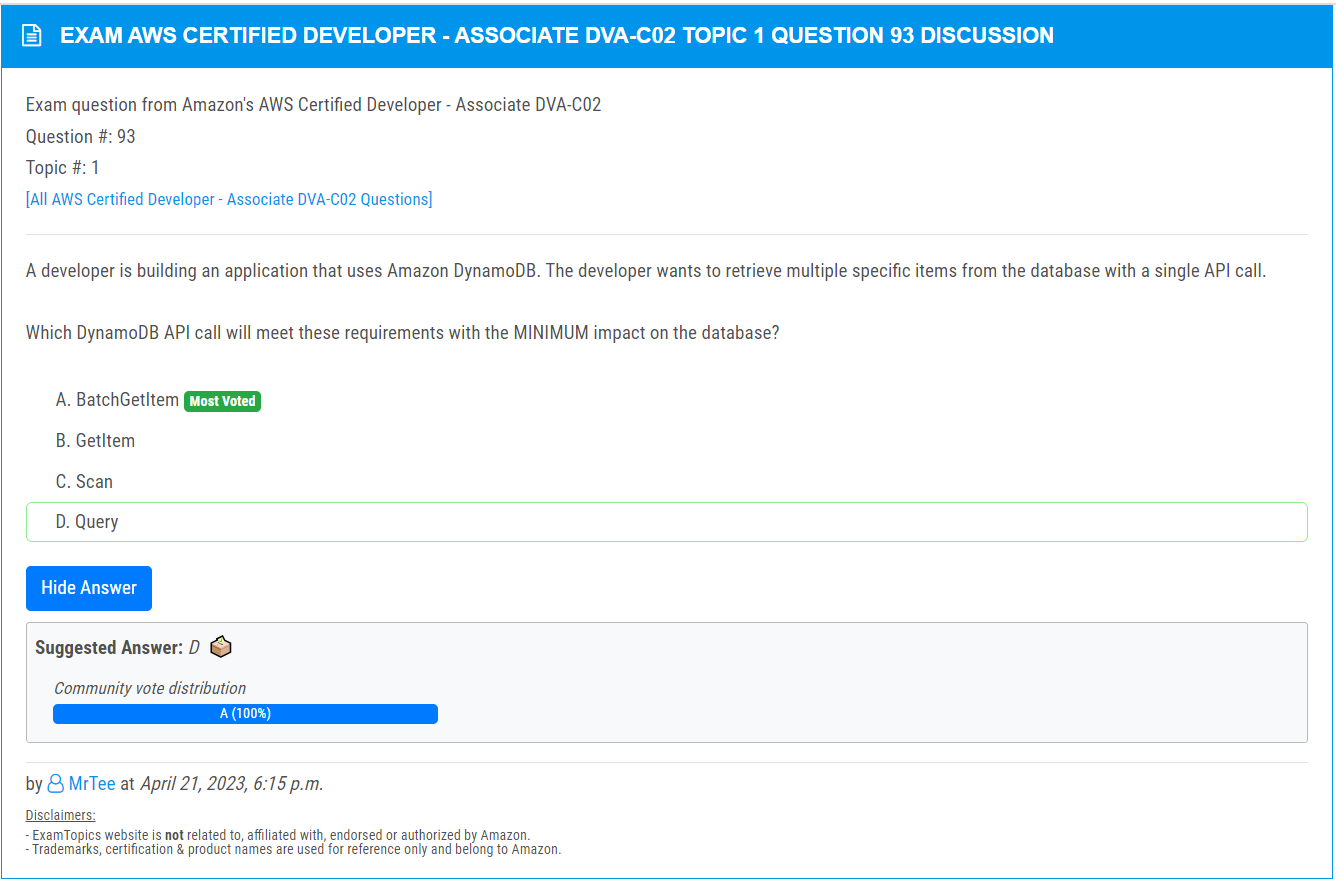 EXAM AWS CERTIFIED DEVELOPER - ASSOCIATE DVA-C02 TOPIC 1 QUESTION 93 DISCUSSION
Exam question from Amazon's AWS Certified Developer - Associate DVA-C02
Question #: 93
Topic #: 1
[All AWS Certified Developer - Associate DVA-C02 Questions]
A developer is building an application that uses Amazon DynamoDB. The developer wants to retrieve multiple specific items from the database with a single API call.
Which DynamoDB API call will meet these requirements with the MINIMUM impact on the database?
A. BatchGetItem Most Voted
B. GetItem
C. Scan
D. Query
Hide Answer
Suggested Answer: D
Community vote distribution
A (100%)
by MrTee at April 21, 2023, 6:15 p.m.
Disclaimers:
- ExamTopics website is not related to, affiliated with, endorsed or authorized by Amazon.
- Trademarks, certification & product names are used for reference only and belong to Amazon.